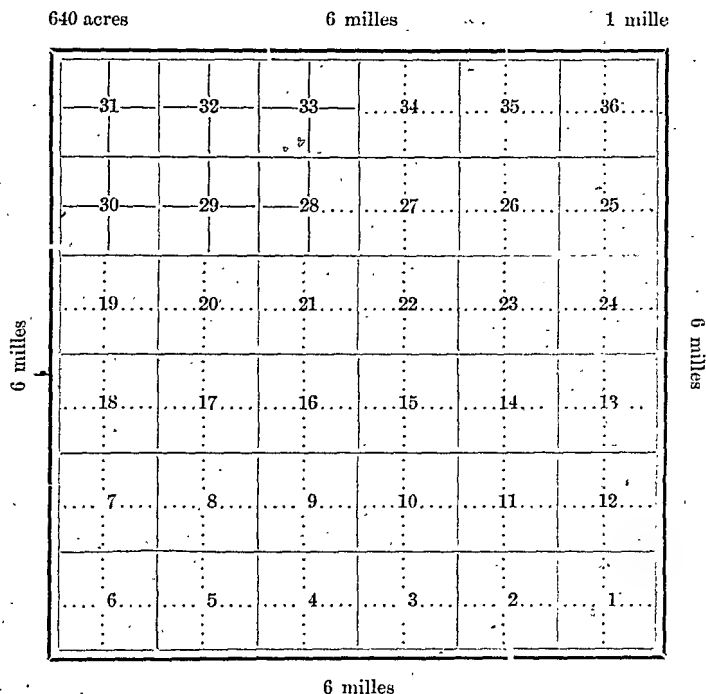 640 acres 6 milles 1 mille
31 32 33 34 35 36
30 29 28 27 26 25
19 20 21 22 23 24
6 milles
6 milles
18 17 16 15 14 13
7 8 9 10 11 12
6 5 4 3 2 1
6 milles